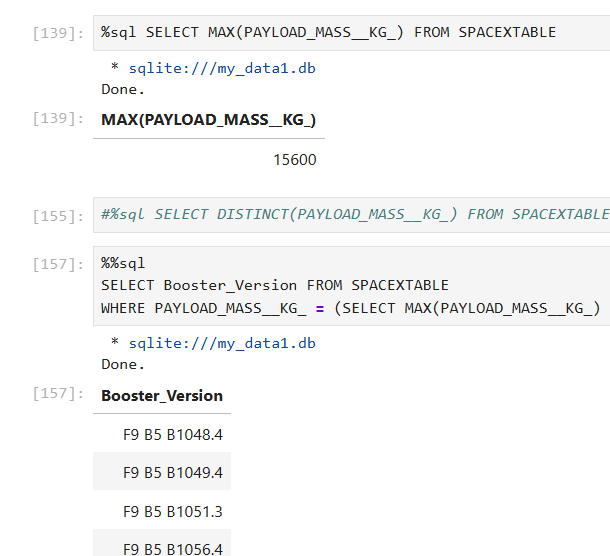 [139]: %sql SELECT MAX(PAYLOAD_MASS__KG_) FROM SPACEXTABLE
* sqlite:///my_data1.db
Done.
[139]: MAX(PAYLOAD_MASS__KG_)
15600
[155]: #%sql SELECT DISTINCT(PAYLOAD_MASS__KG_) FROM SPACEXTABLE
[157]: %%sql
SELECT Booster_Version FROM SPACEXTABLE
WHERE PAYLOAD_MASS__KG_ = (SELECT MAX(PAYLOAD_MASS__KG_)
* sqlite:///my_data1.db
Done.
[157]: Booster_Version
F9 B5 B1048.4
F9 B5 B1049.4
F9 B5 B1051.3
F9 B5 B1056.4